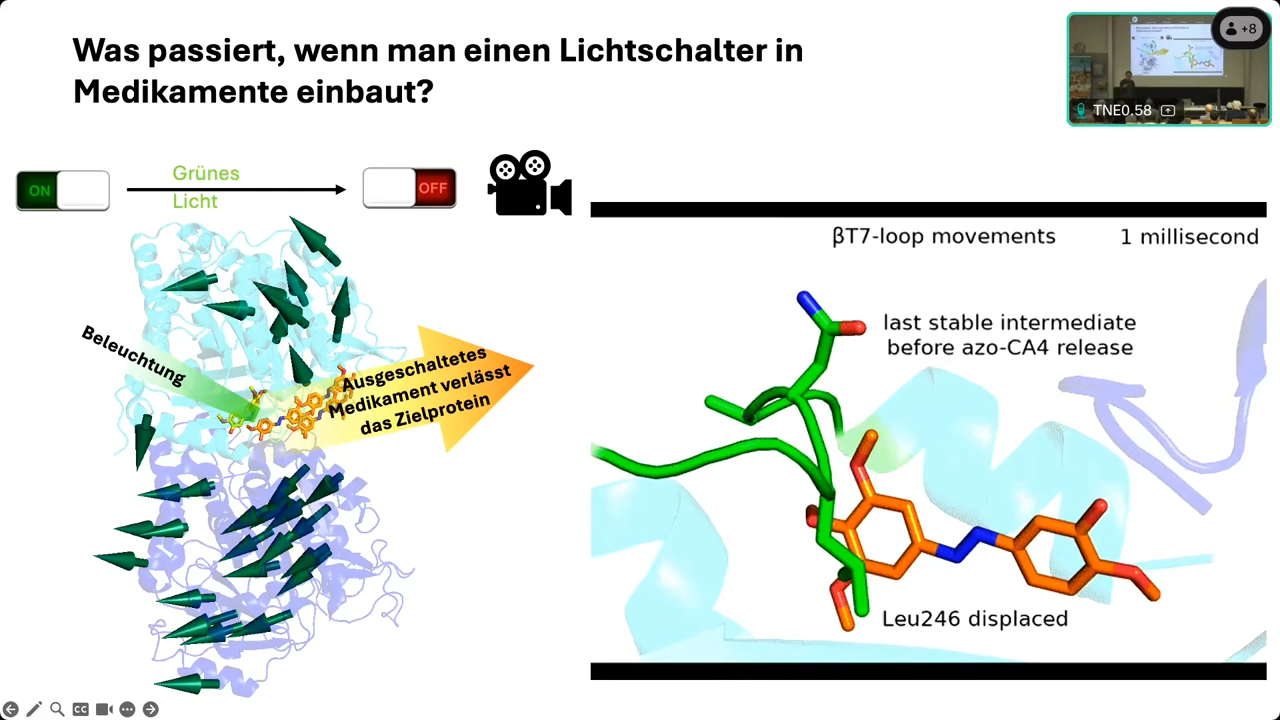 Was passiert, wenn man einen Lichtschalter in
Medikamente einbaut?
+8
TNE0.58
ON
Grünes
Licht
OFF
βT7-loop movements
1 millisecond
last stable intermediate
before azo-CA4 release
Beleuchtung
Ausgeschaltetes
Medikament verlässt
das Zielprotein
Leu246 displaced
CC